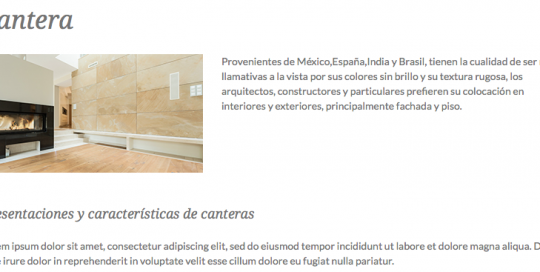 antera
Provenientes de México,España,India y Brasil, tienen la cualidad de ser
llamativas a la vista por sus colores sin brillo y su textura rugosa, los
arquitectos, constructores y particulares prefieren su colocación en
interiores y exteriores, principalmente fachada y piso.
esentaciones y características de canteras
em ipsum dolor sit amet, consectetur adipiscing elit, sed do eiusmod tempor incididunt ut labore et dolore magna aliqua. D
e irure dolor in reprehenderit in voluptate velit esse cillum dolore eu fugiat nulla pariatur.